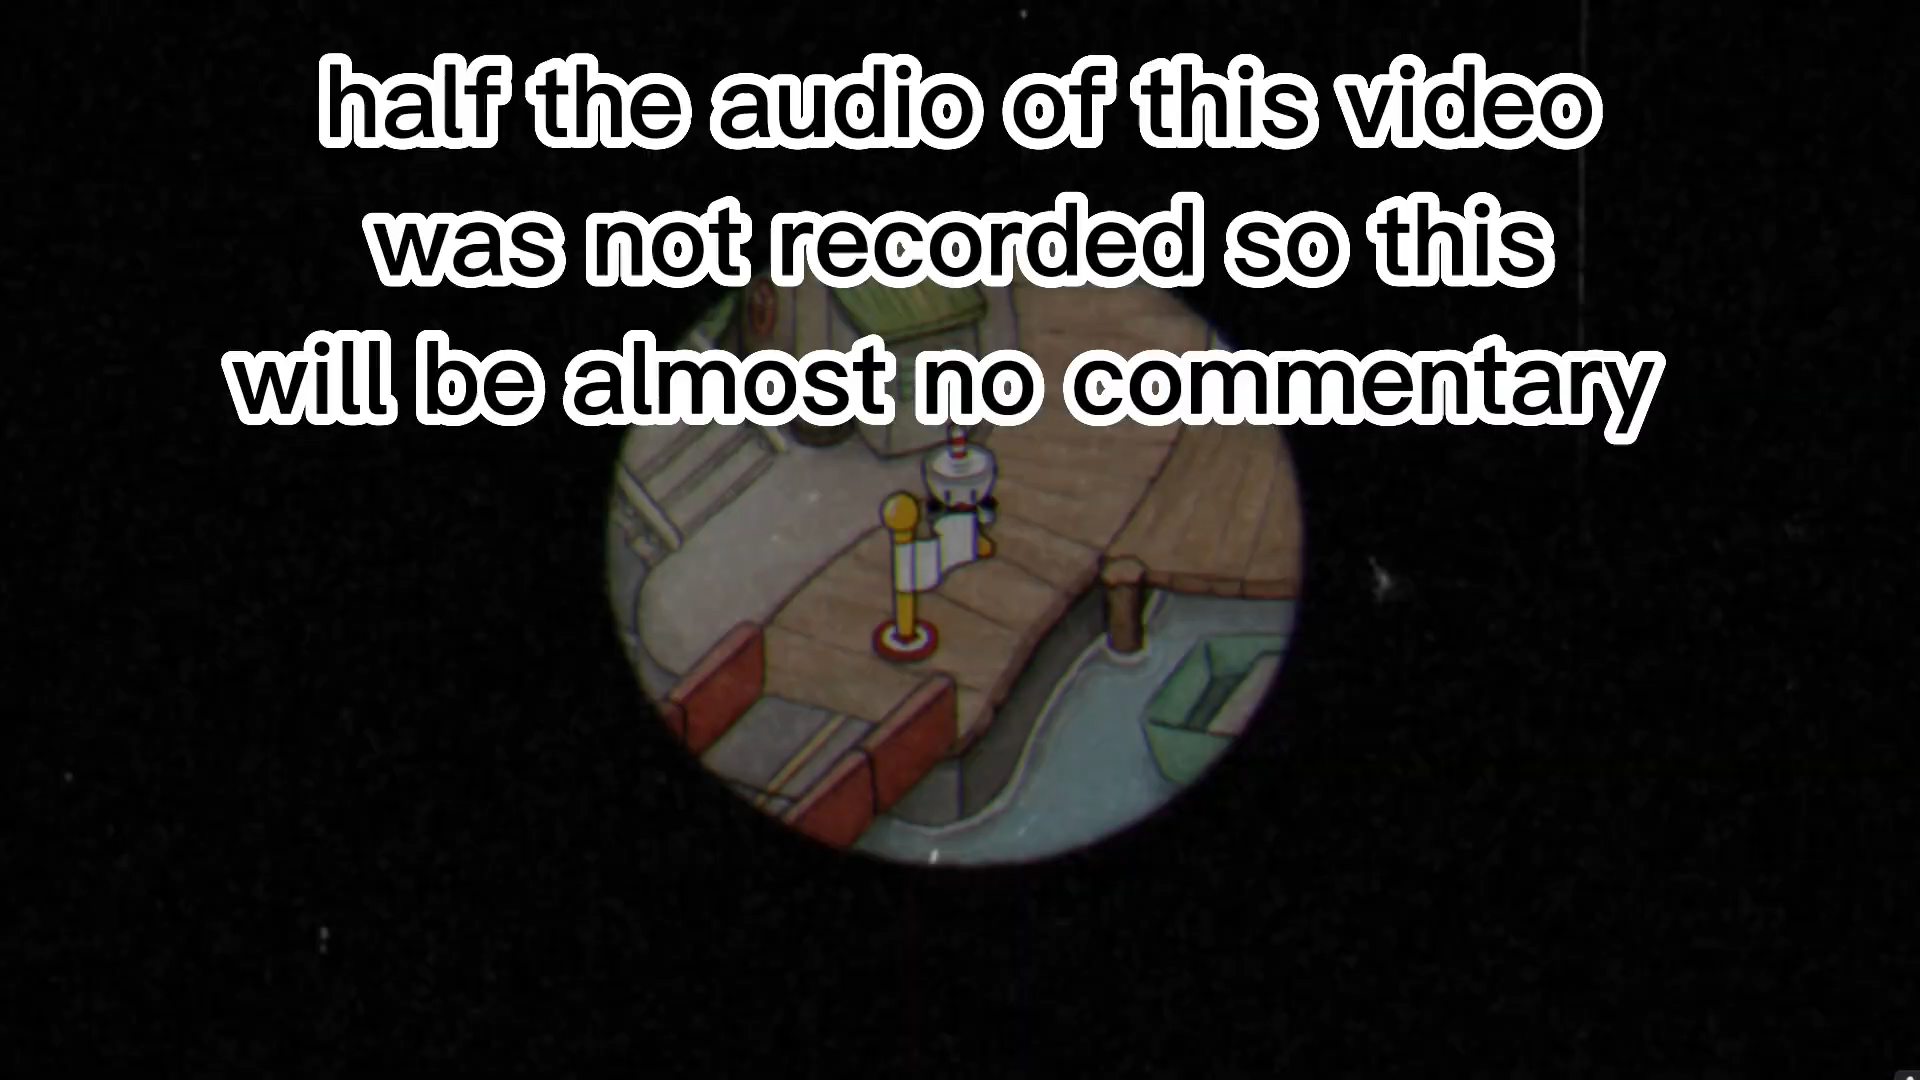 half the audio of this video
was not recorded so this
will be almost no commentary